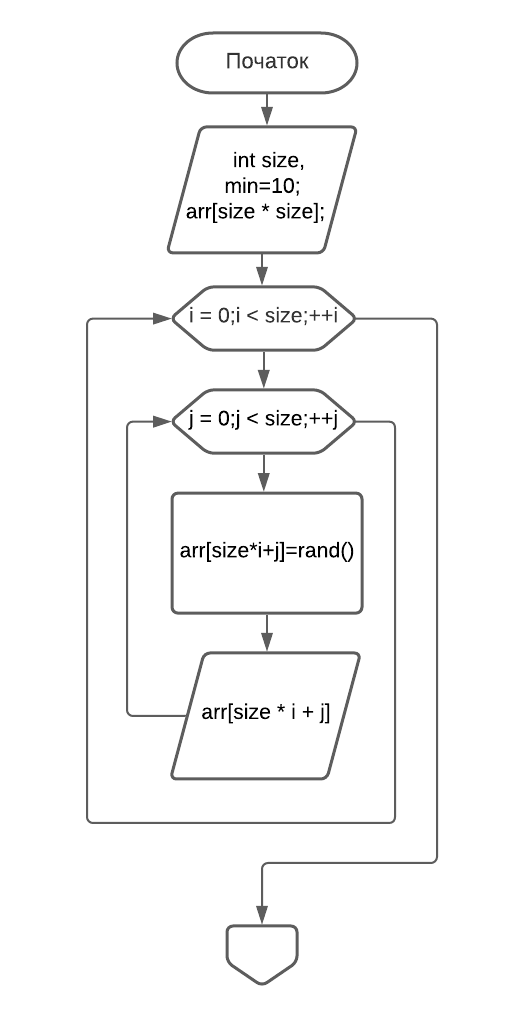 Початок
int size,
min=10;
arr[size * size];
i = 0;i < size;++i
j = 0;j < size;++j
arr[size*i+j]=rand()
arr[size * i + j]